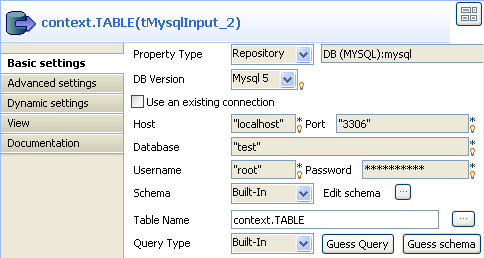 context.TABLE(tMysqlInput_2)
Basic settings
Advanced settings
Dynamic settings
View
Documentation
Property Type Repository DB (MYSQL):mysql
DB Version Mysql 5
Use an existing connection
Host "localhost" * Port "3306" *
Database "test" *
Username "root" * Password ********** *
Schema Built-In Edit schema ...
Table Name context.TABLE ...
Query Type Built-In Guess Query Guess schema